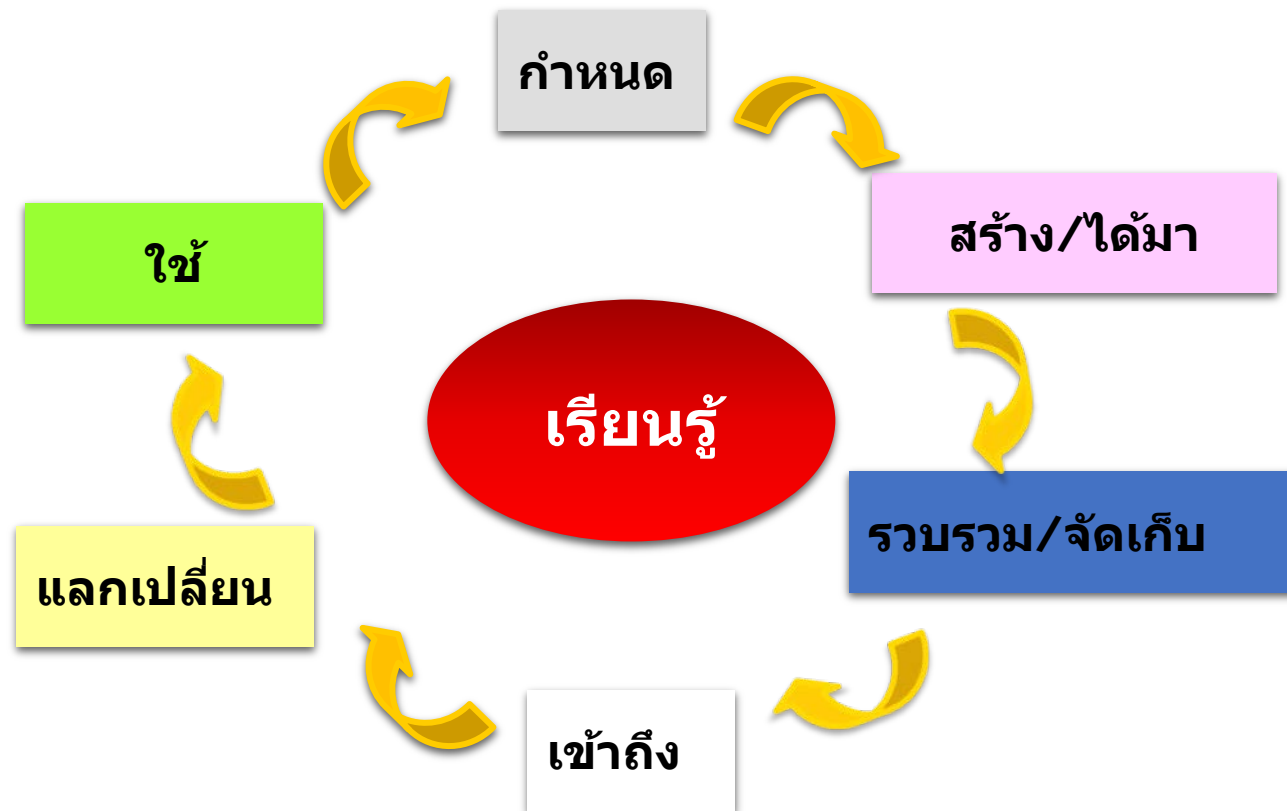 กำหนด
สร้าง/ได้มา
รวบรวม/จัดเก็บ
เข้าถึง
แลกเปลี่ยน
ใช้
เรียนรู้